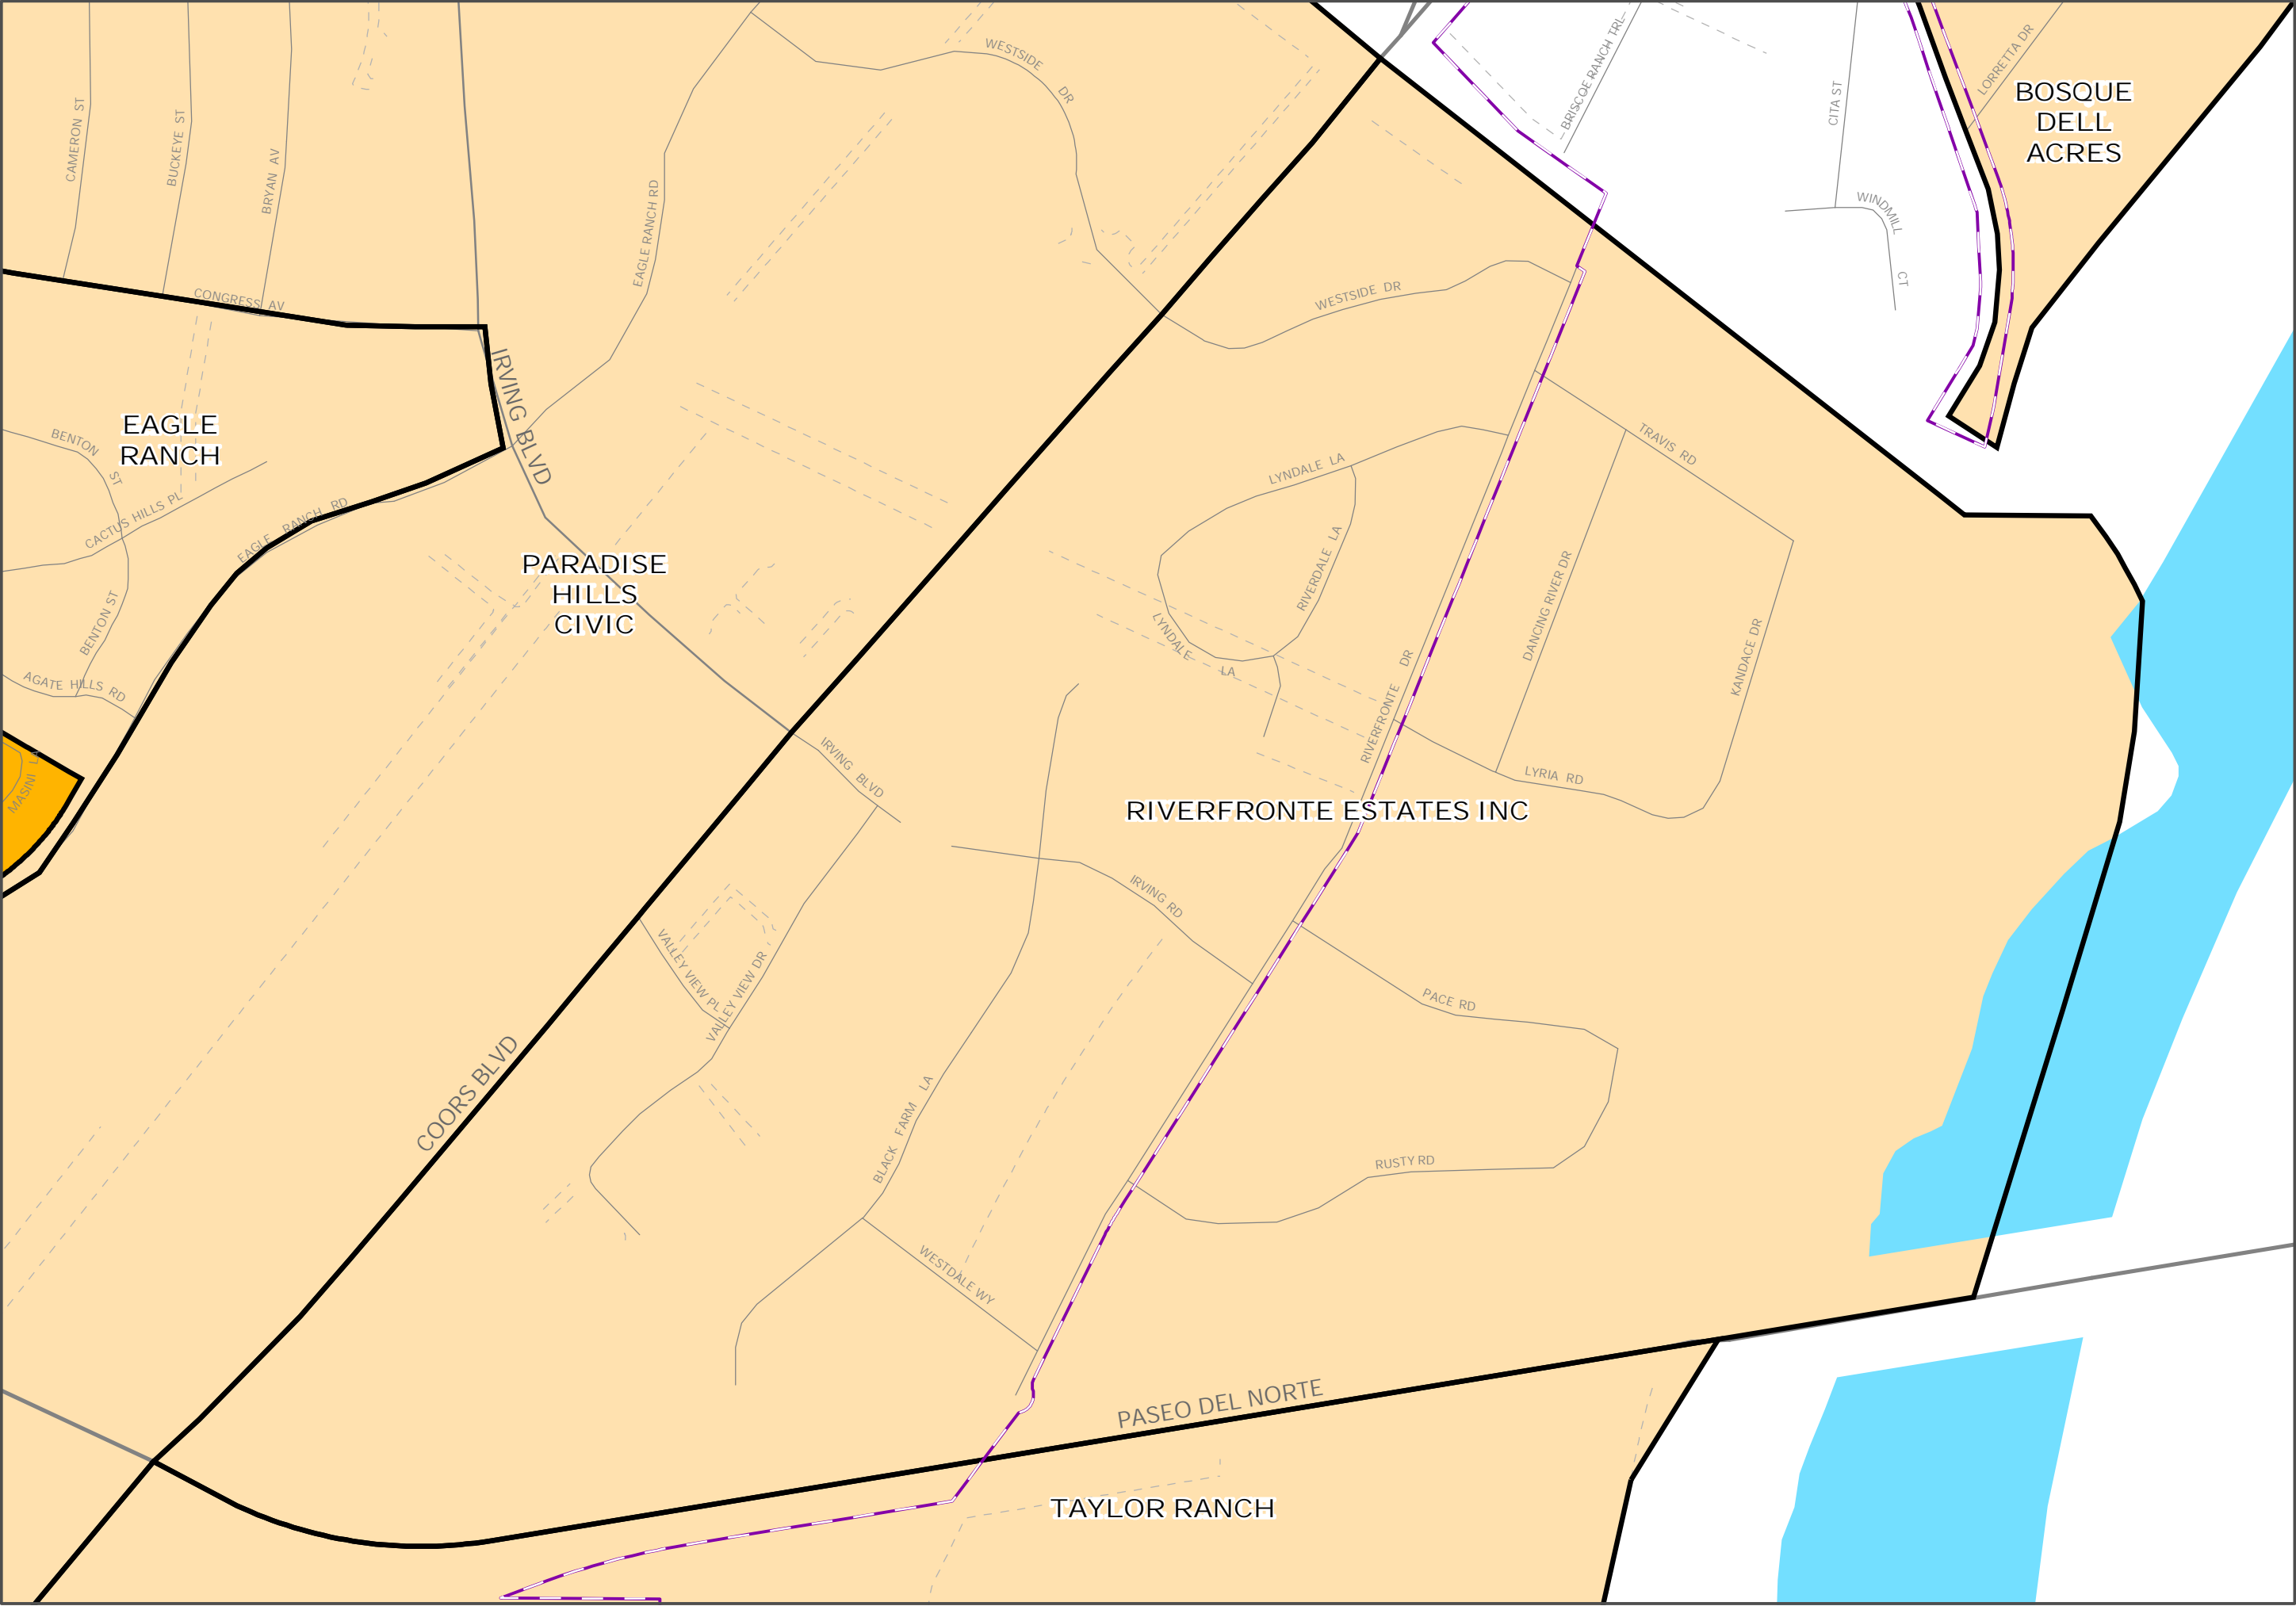 WESTSIDE DR
BRISCOE RANCH TRL
LORRETTA DR
BOSQUE
DELL
ACRES
CITA ST
CAMERON ST
BUCKEYE ST
BRYAN AV
EAGLE RANCH RD
WINDMILL CT
CONGRESS AV
WESTSIDE DR
IRVING BLVD
EAGLE
RANCH
BENTON ST
TRAVIS RD
LYNDALE LA
CACTUS HILLS PL
EAGLE RANCH RD
PARADISE
HILLS
CIVIC
RIVERDALE LA
DANCING RIVER DR
BENTON ST
LYNDALE LA
KANDACE DR
AGATE HILLS RD
RIVERFRONTE DR
MASINI
IRVING BLVD
LYRIA RD
RIVERFRONTE ESTATES INC
IRVING RD
VALLEY VIEW PL
VALLEY VIEW DR
PACE RD
COORS BLVD
BLACK FARM LA
RUSTY RD
WESTDALE WY
PASEO DEL NORTE
TAYLOR RANCH